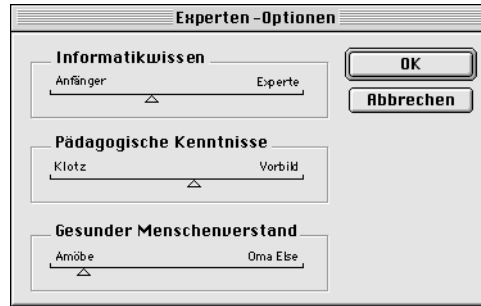 Experten-Optionen
Informatikwissen
Anfänger Experte
OK
Abbrechen
Pädagogische Kenntnisse
Klotz Vorbild
Gesunder Menschenverstand
Amöbe Oma Else